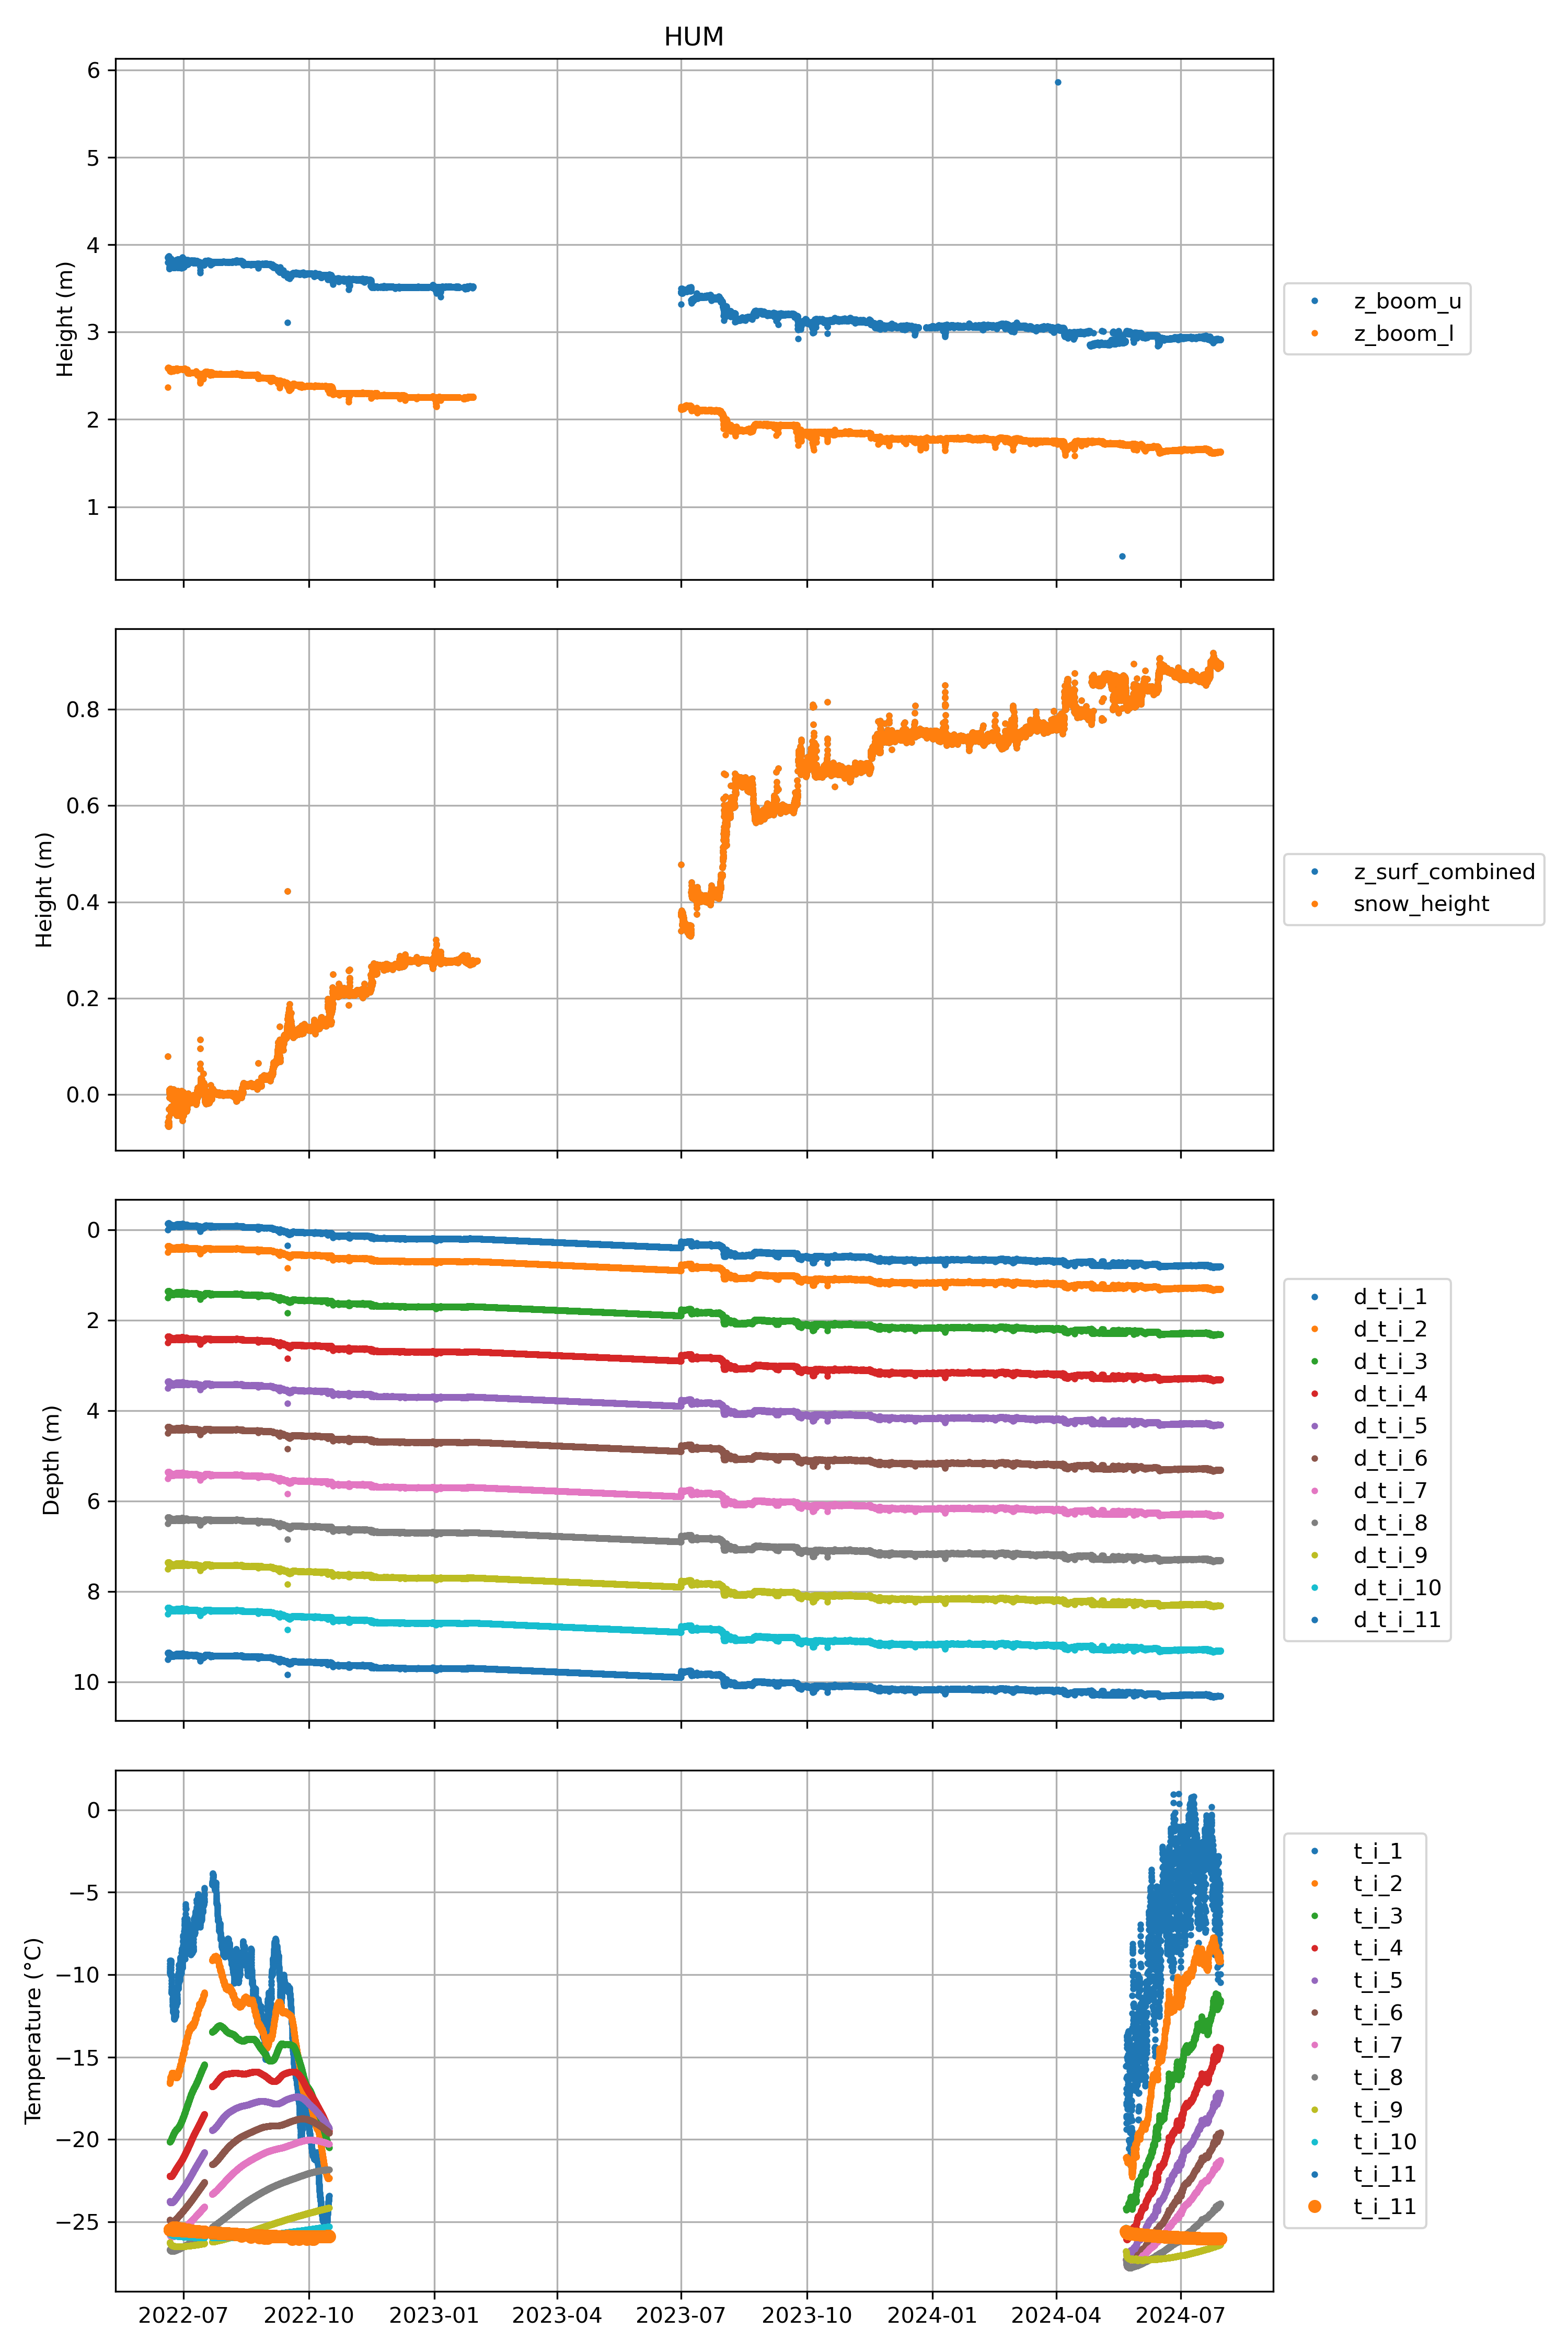 HUM
6
5
4
3
2
1
Height (m)
z_boom_u
z_boom_l
0.8
0.6
0.4
0.2
0.0
Height (m)
z_surf_combined
snow_height
0
2
4
6
8
10
Depth (m)
d_t_i_1
d_t_i_2
d_t_i_3
d_t_i_4
d_t_i_5
d_t_i_6
d_t_i_7
d_t_i_8
d_t_i_9
d_t_i_10
d_t_i_11
0
−5
−10
−15
−20
−25
Temperature (°C)
t_i_1
t_i_2
t_i_3
t_i_4
t_i_5
t_i_6
t_i_7
t_i_8
t_i_9
t_i_10
t_i_11
t_i_11
2022-07 2022-10 2023-01 2023-04 2023-07 2023-10 2024-01 2024-04 2024-07